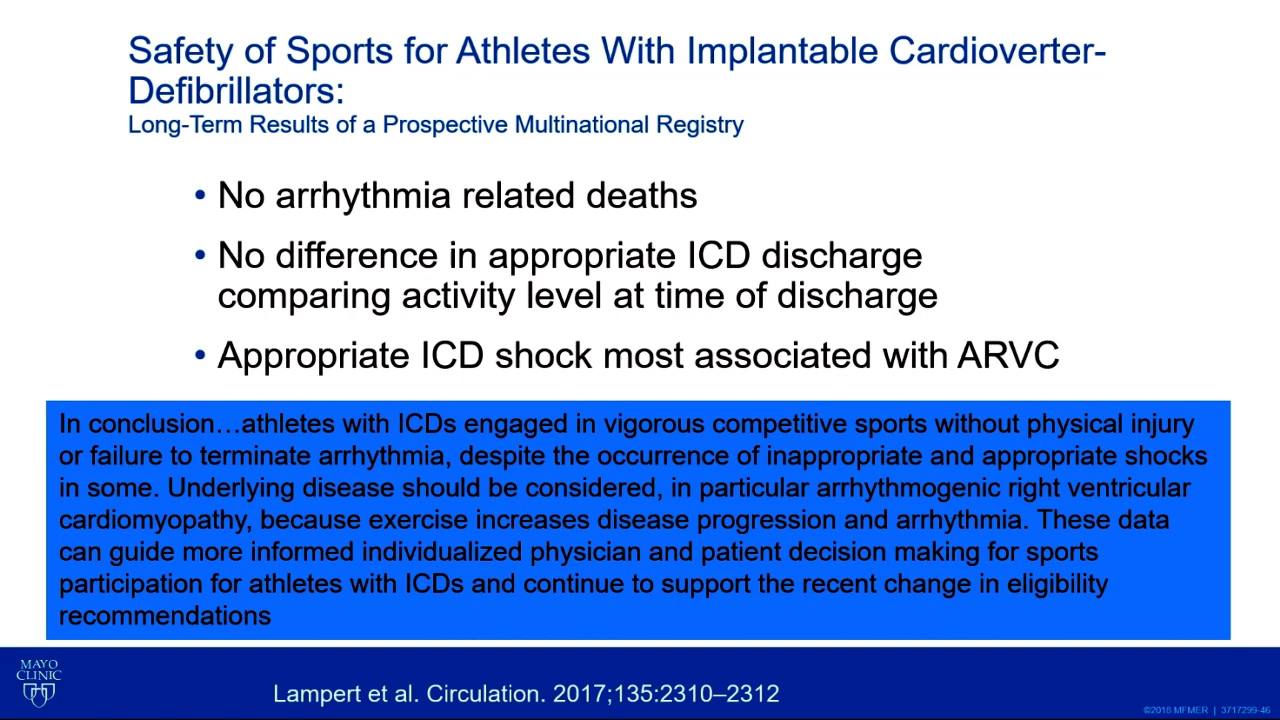 Safety of Sports for Athletes With Implantable Cardioverter-
Defibrillators:
Long-Term Results of a Prospective Multinational Registry
• No arrhythmia related deaths
• No difference in appropriate ICD discharge
comparing activity level at time of discharge
• Appropriate ICD shock most associated with ARVC
In conclusion…athletes with ICDs engaged in vigorous competitive sports without physical injury
or failure to terminate arrhythmia, despite the occurrence of inappropriate and appropriate shocks
in some. Underlying disease should be considered, in particular arrhythmogenic right ventricular
cardiomyopathy, because exercise increases disease progression and arrhythmia. These data
can guide more informed individualized physician and patient decision making for sports
participation for athletes with ICDs and continue to support the recent change in eligibility
recommendations
MAYO
CLINIC
Lampert et al. Circulation. 2017;135:2310–2312
©2018 MFMER | 3717299-46